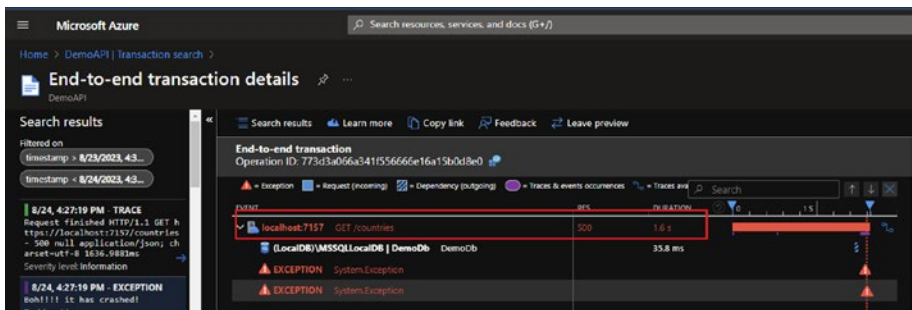 Microsoft Azure
Search resources, services, and docs (G+/)
Home > DemoAPI | Transaction search >
End-to-end transaction details
DemoAPI
Search results
Filtered on
timestamp > 8/23/2023, 4:3...
timestamp < 8/24/2023, 4:3...
8/24, 4:27:19 PM - TRACE
Request finished HTTP/1.1 GET h
ttps://localhost:7157/countries
- 500 null application/json; ch
arset=utf-8 1636.9881ms
Severity level: Information
8/24, 4:27:19 PM - EXCEPTION
Boh!!!! it has crashed!
Search results Learn more Copy link Feedback Leave preview
End-to-end transaction
Operation ID: 773d3a066a341f556666e16a15b0d8e0
= Exception = Request (incoming) = Dependency (outgoing) = Traces & events occurrences = Traces
Search
EVENT RES. DURATION 0 1 S
localhost:7157 GET /countries 500 1.6 s
(LocalDB)\MSSQLLocalDB | DemoDb DemoDb 35.8 ms
EXCEPTION System.Exception
EXCEPTION System.Exception